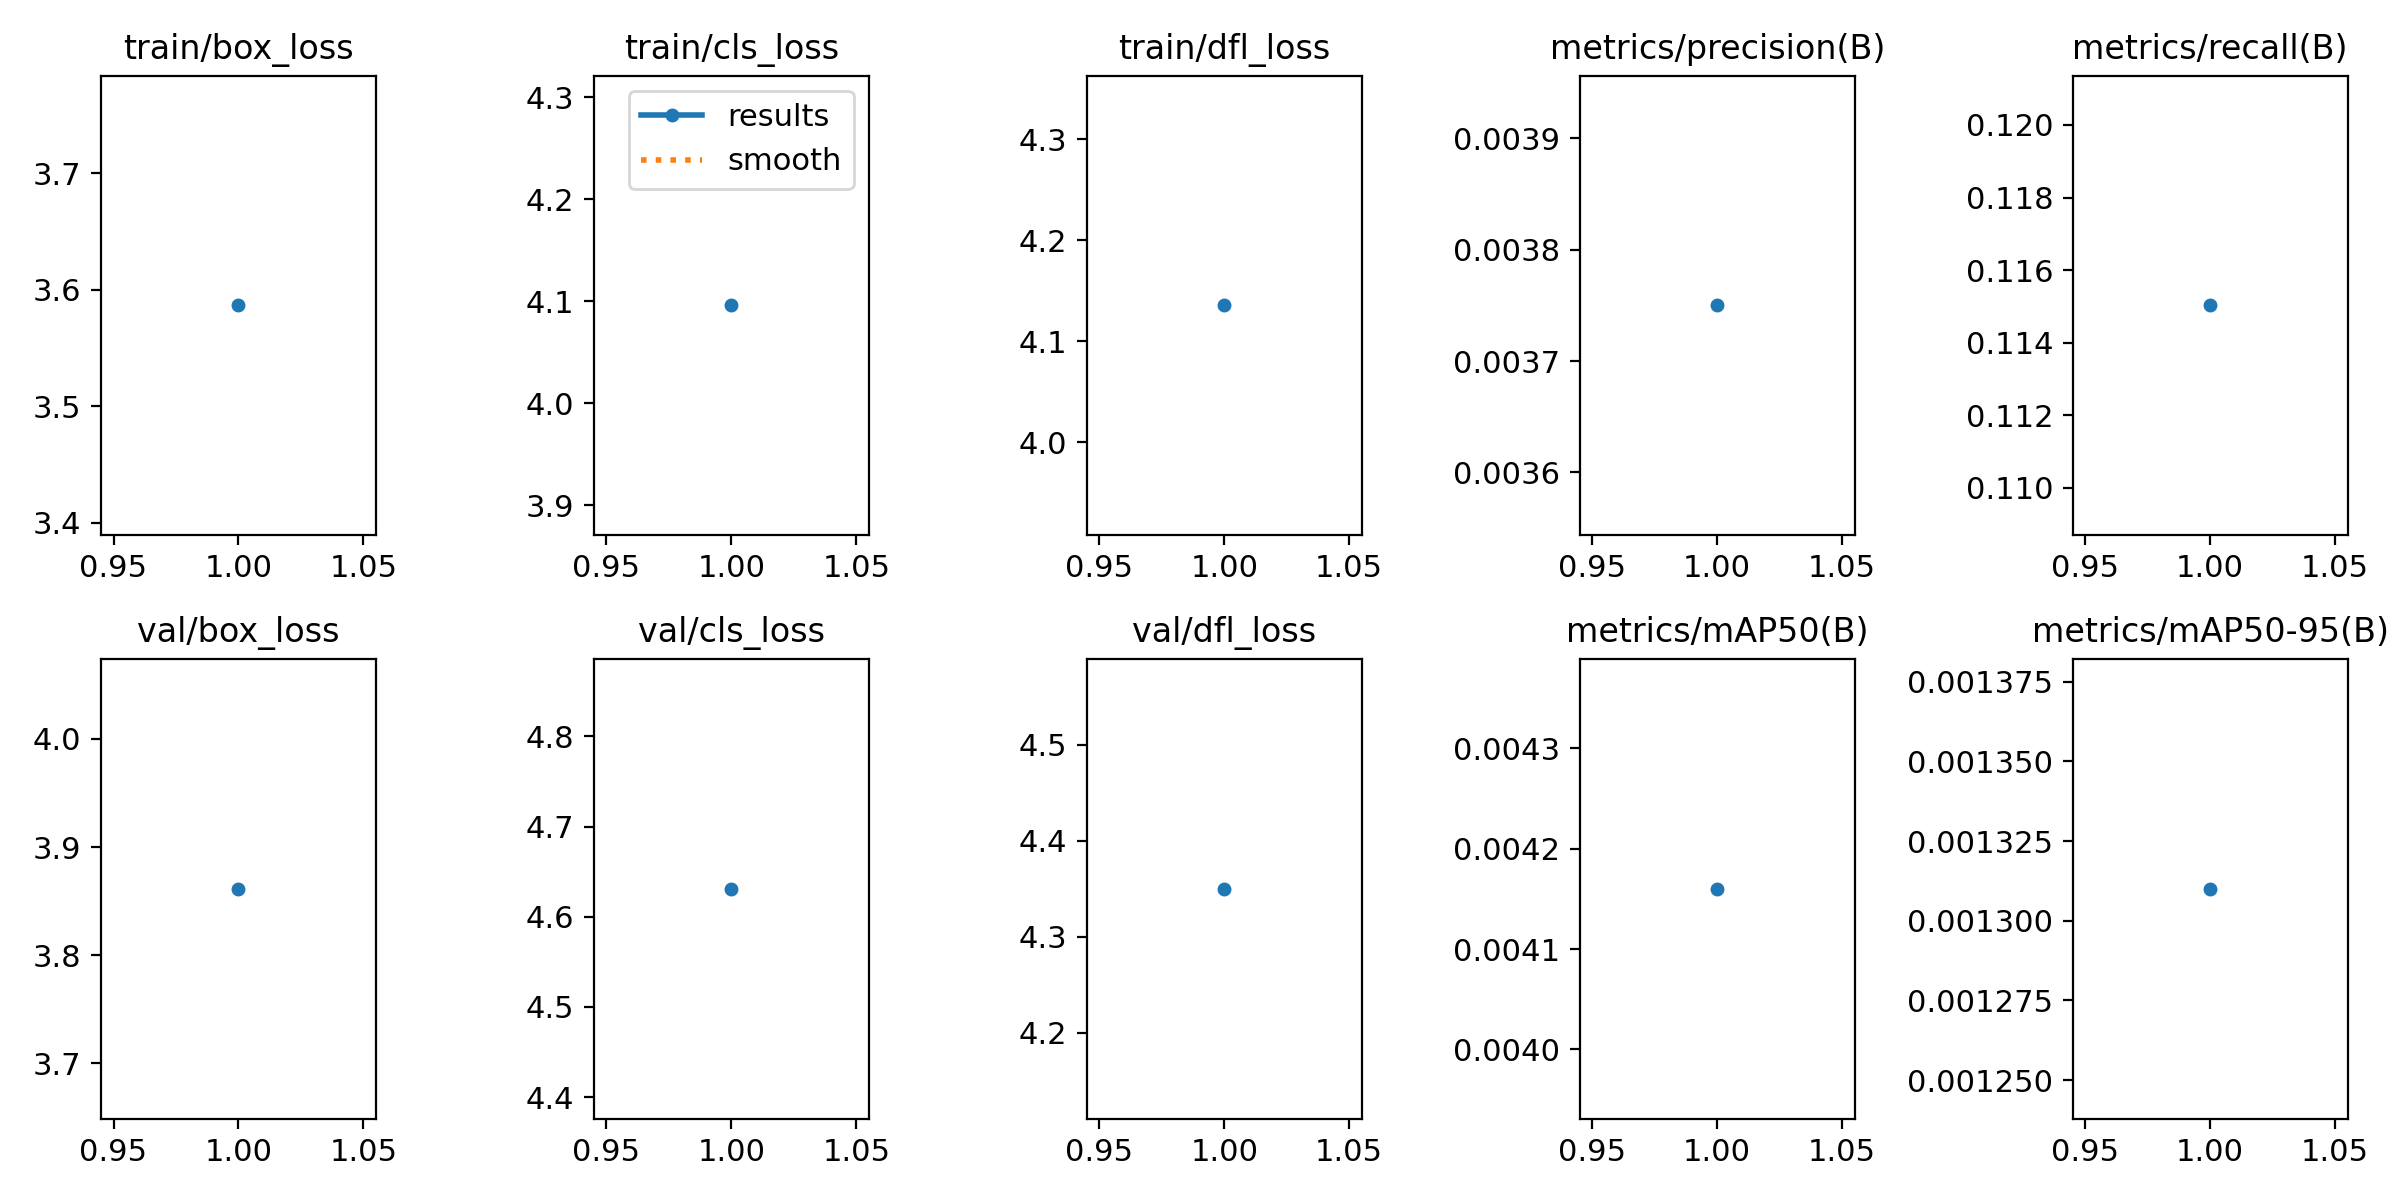 train/box_loss
3.7
3.6
3.5
3.4
0.95 1.00 1.05
train/cls_loss
results
smooth
4.3
4.2
4.1
4.0
3.9
0.95 1.00 1.05
train/dfl_loss
4.3
4.2
4.1
4.0
0.95 1.00 1.05
metrics/precision(B)
0.0039
0.0038
0.0037
0.0036
0.95 1.00 1.05
metrics/recall(B)
0.120
0.118
0.116
0.114
0.112
0.110
0.95 1.00 1.05
val/box_loss
4.0
3.9
3.8
3.7
0.95 1.00 1.05
val/cls_loss
4.8
4.7
4.6
4.5
4.4
0.95 1.00 1.05
val/dfl_loss
4.5
4.4
4.3
4.2
0.95 1.00 1.05
metrics/mAP50(B)
0.0043
0.0042
0.0041
0.0040
0.95 1.00 1.05
metrics/mAP50-95(B)
0.001375
0.001350
0.001325
0.001300
0.001275
0.001250
0.95 1.00 1.05